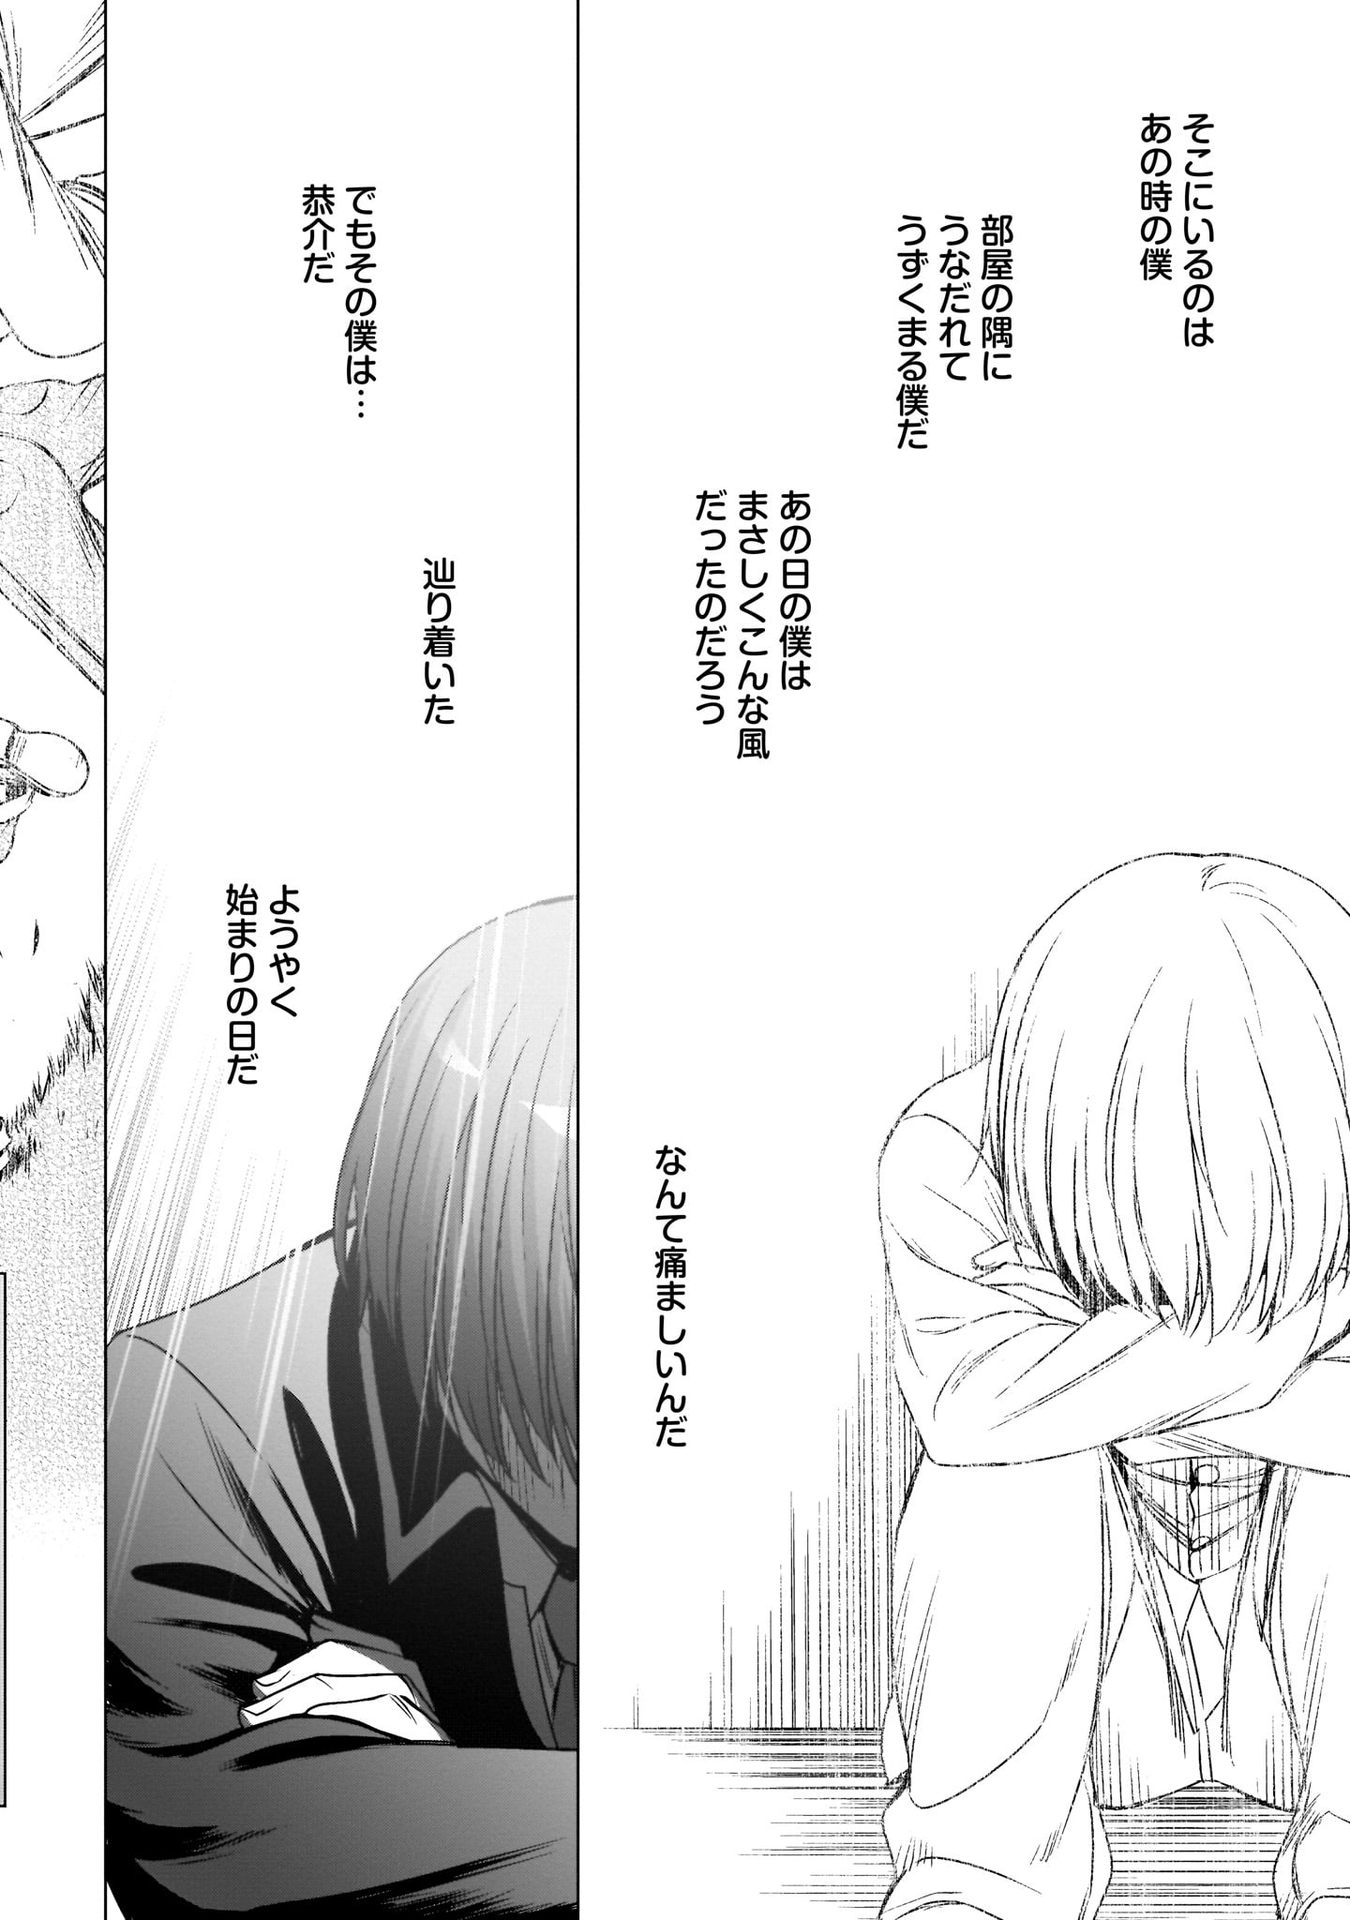 そこにいるのは
あの時の僕
部屋の隅に
うなだれて
うずくまる僕だ
あの日の僕は
まさしくこんな風
だったのだろう
なんて痛ましいんだ
でもその僕は…
恭介だ
辿り着いた
ようやく
始まりの日だ